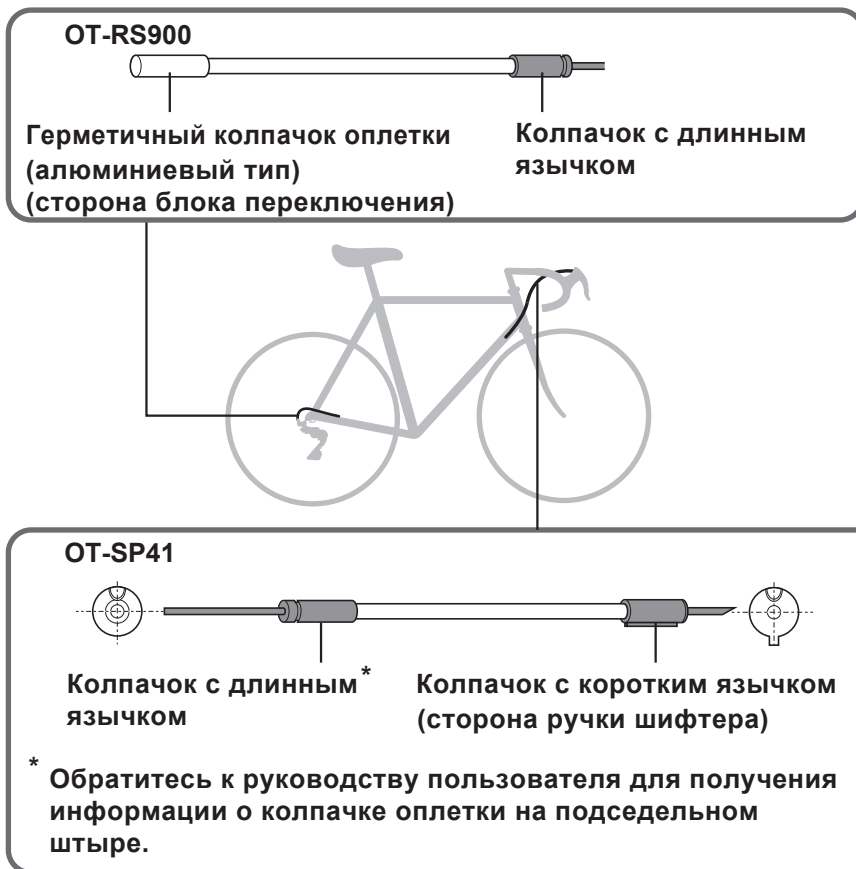 OT-RS900
Герметичный колпачок оплетки
(алюминиевый тип)
(сторона блока переключения)
Колпачок с длинным
язычком
OT-SP41
Колпачок с длинным*
язычком
Колпачок с коротким язычком
(сторона ручки шифтера)
* Обратитесь к руководству пользователя для получения
информации о колпачке оплетки на подседельном
штыре.